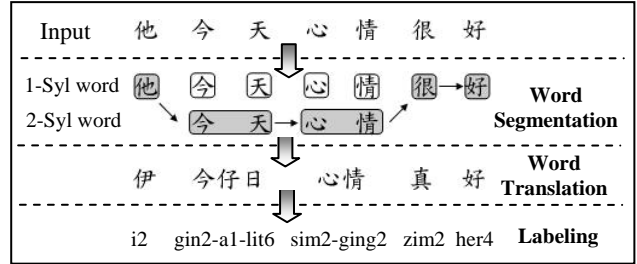 Input 他 今 天 心 情 很 好
1-Syl word 他 今 天 心 情 很 好
2-Syl word 今 天 心 情
Word Segmentation
伊 今仔日 心情 真 好
Word Translation
i2 gin2-a1-lit6 sim2-ging2 zim2 her4 Labeling